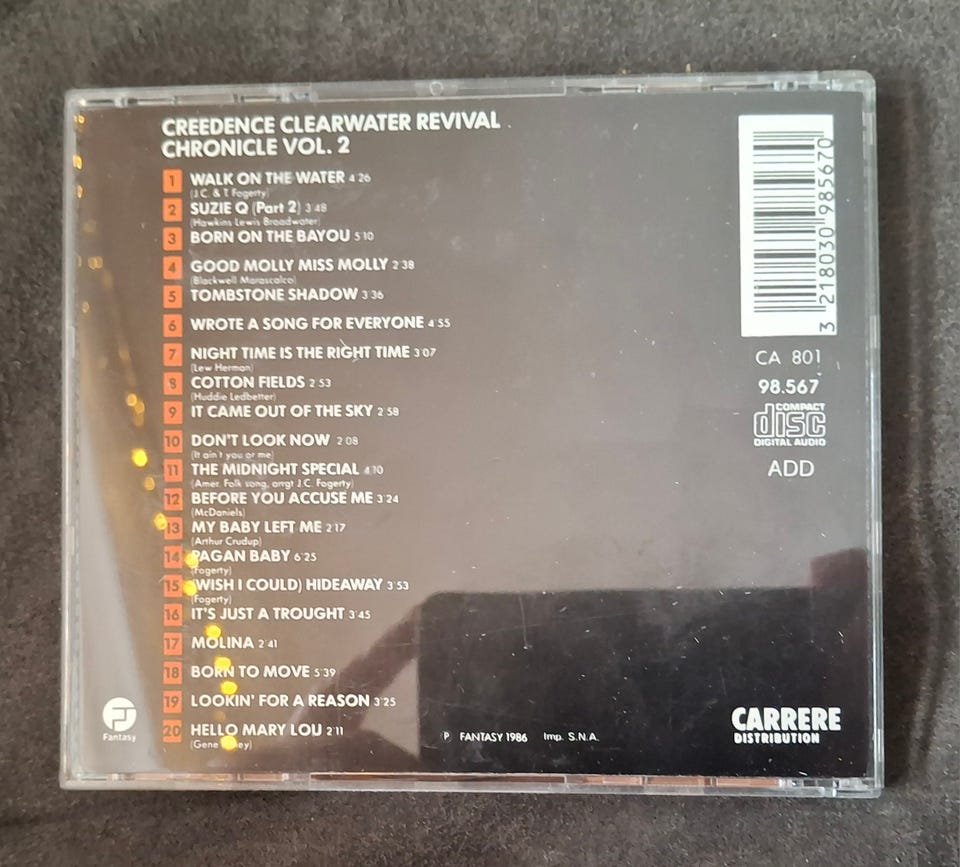 CREEDENCE CLEARWATER REVIVAL
CHRONICLE VOL. 2
1 WALK ON THE WATER 4'26
(J.C. & T. Fogerty)
2 SUZIE Q (Part 2) 3'48
(Hawkins Lewis Broadwater)
3 BORN ON THE BAYOU 5'10
4 GOOD MOLLY MISS MOLLY 2'38
(Blackwell Marascalco)
5 TOMBSTONE SHADOW 3'36
6 WROTE A SONG FOR EVERYONE 4'55
7 NIGHT TIME IS THE RIGHT TIME 3'07
(Lew Herman)
8 COTTON FIELDS 2'53
(Huddie Ledbetter)
9 IT CAME OUT OF THE SKY 2'58
10 DON'T LOOK NOW 2'08
(It ain't you or me)
11 THE MIDNIGHT SPECIAL 4'10
(Amer. Folk song, arrgt J.C. Fogerty)
12 BEFORE YOU ACCUSE ME 3'24
(McDaniels)
13 MY BABY LEFT ME 2'17
(Arthur Crudup)
14 PAGAN BABY 6'25
(Fogerty)
15 (WISH I COULD) HIDEAWAY 3'53
(Fogerty)
16 IT'S JUST A TROUGHT 3'45
17 MOLINA 2'41
18 BORN TO MOVE 5'39
19 LOOKIN' FOR A REASON 3'25
20 HELLO MARY LOU 2'11
(Gene
Fantasy
℗ FANTASY 1986 Imp. S.N.A.
3 218030 985670
CA 801
98.567
COMPACT
disc
DIGITAL AUDIO
ADD
CARRERE
DISTRIBUTION